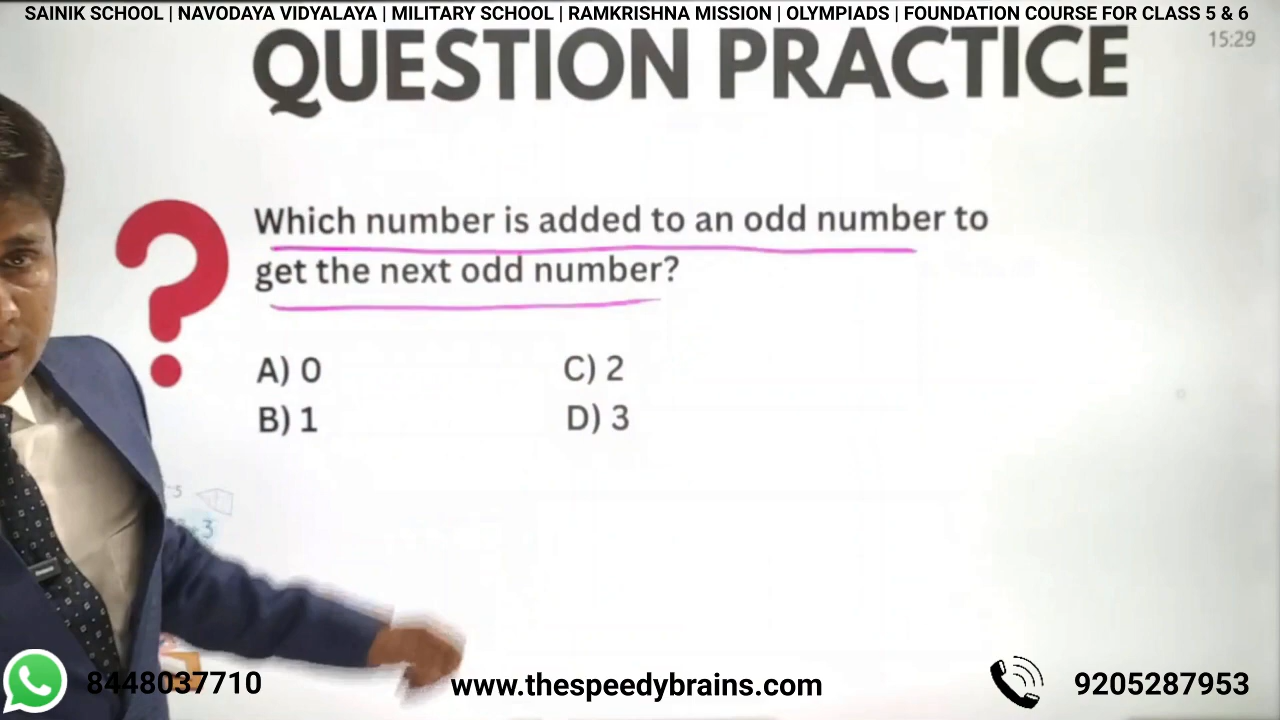 SAINIK SCHOOL | NAVODAYA VIDYALAYA | MILITARY SCHOOL | RAMKRISHNA MISSION | OLYMPIADS | FOUNDATION COURSE FOR CLASS 5 & 6
15:29
QUESTION PRACTICE
Which number is added to an odd number to
get the next odd number?
A) 0
C) 2
B) 1
D) 3
8448037710
www.thespeedybrains.com
9205287953